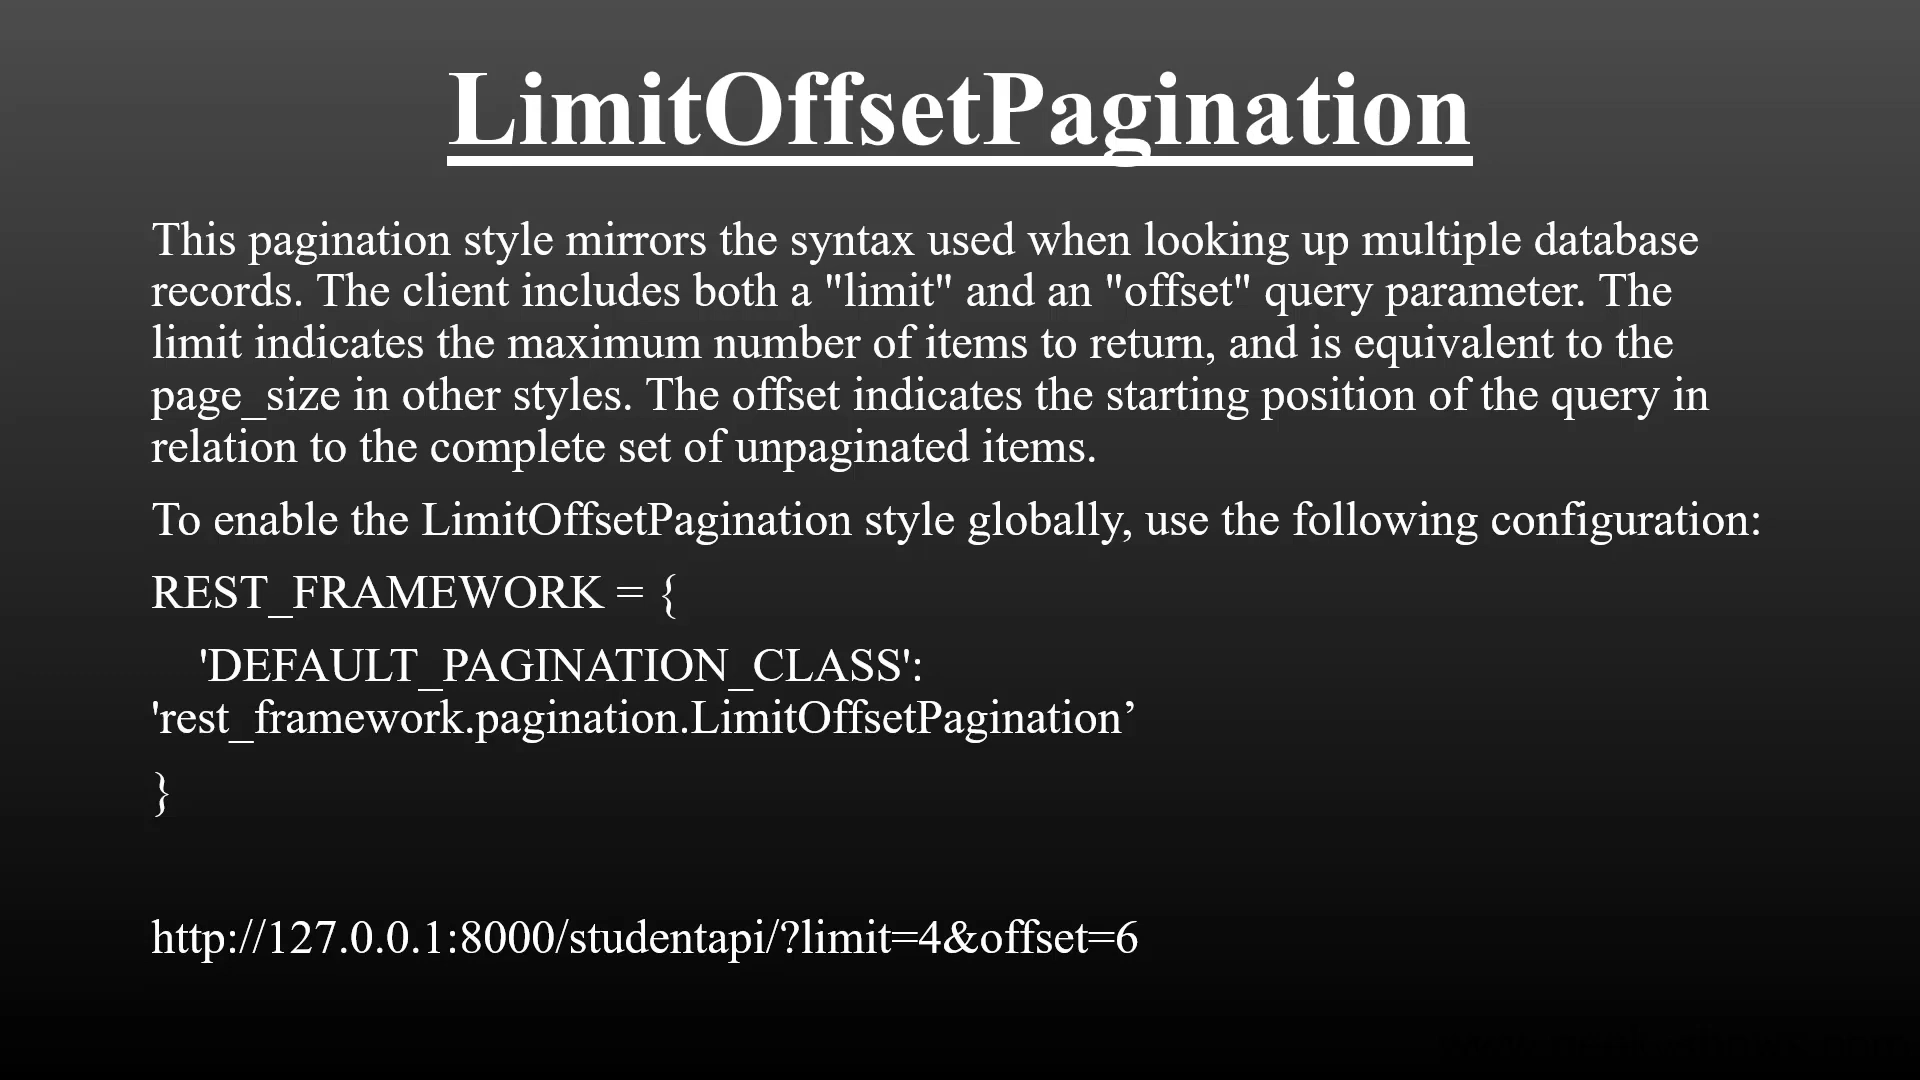 LimitOffsetPagination
This pagination style mirrors the syntax used when looking up multiple database
records. The client includes both a "limit" and an "offset" query parameter. The
limit indicates the maximum number of items to return, and is equivalent to the
page_size in other styles. The offset indicates the starting position of the query in
relation to the complete set of unpaginated items.
To enable the LimitOffsetPagination style globally, use the following configuration:
REST_FRAMEWORK = {
'DEFAULT_PAGINATION_CLASS':
'rest_framework.pagination.LimitOffsetPagination’
}
http://127.0.0.1:8000/studentapi/?limit=4&offset=6